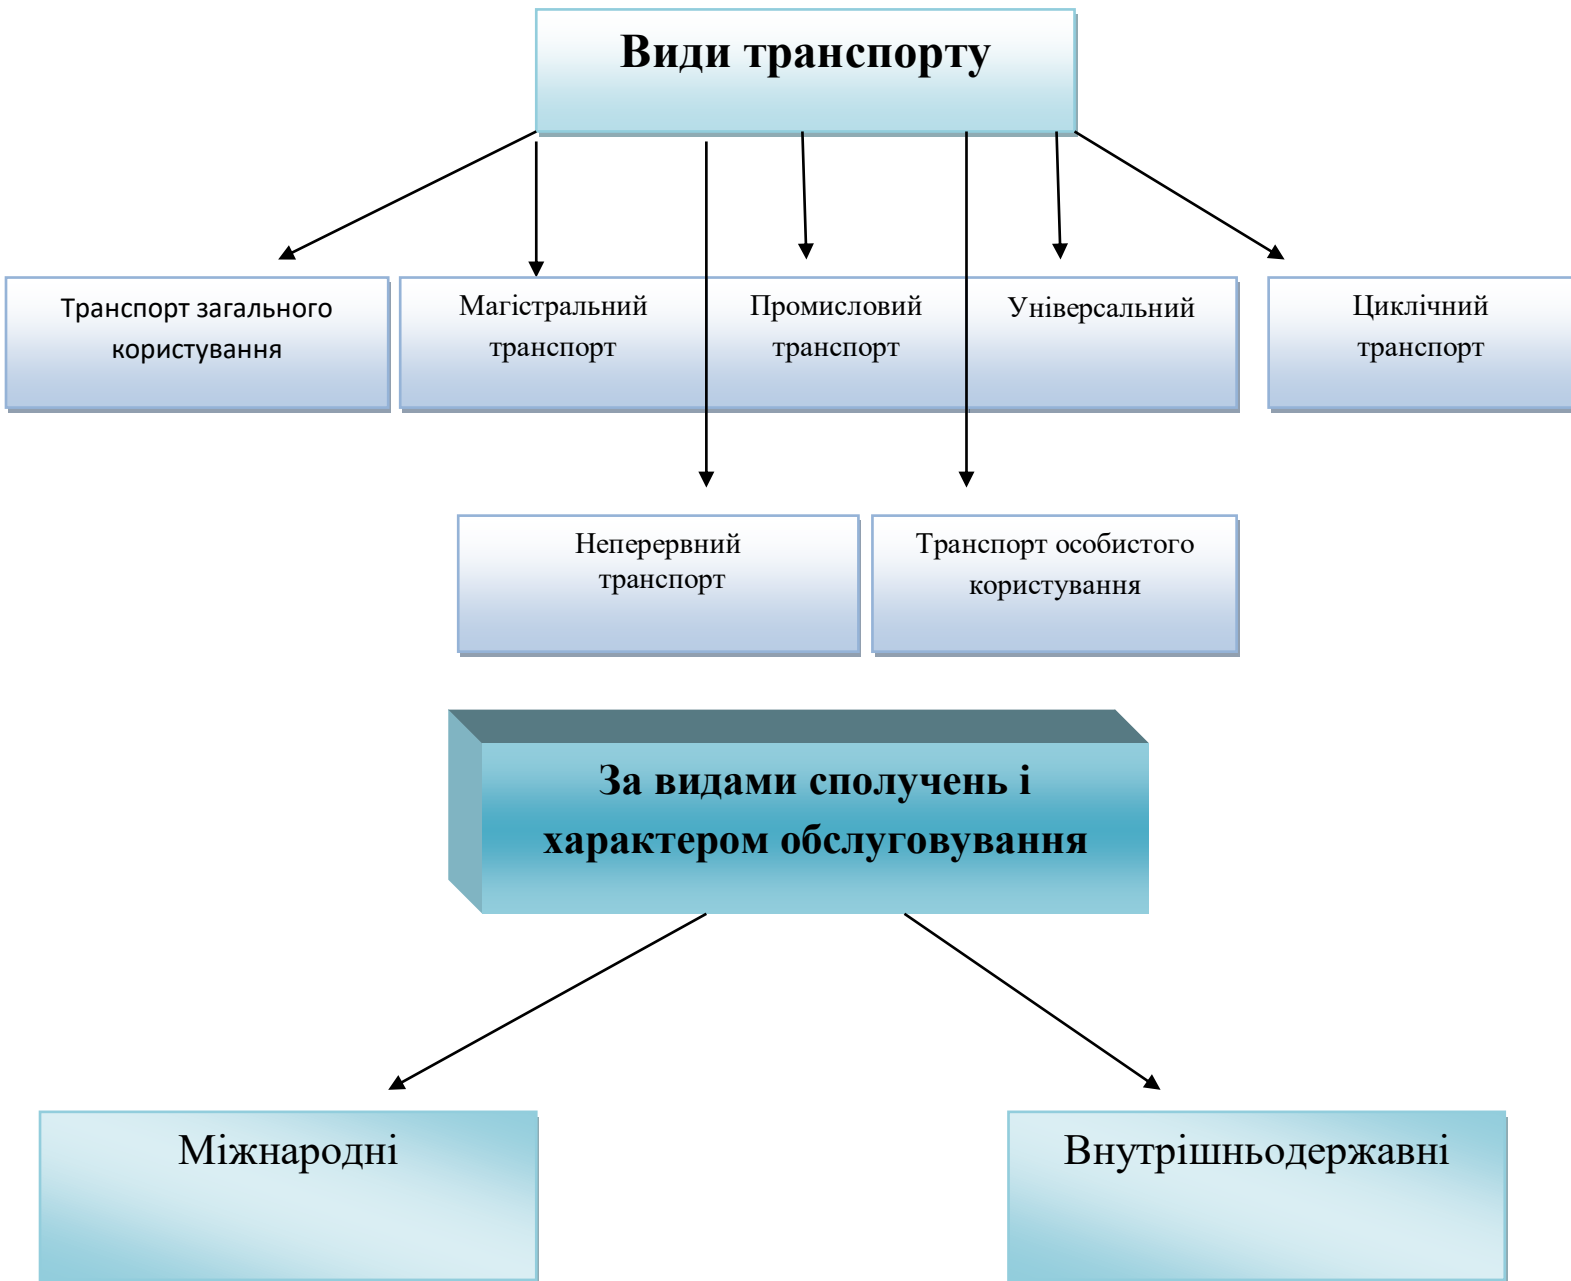 Види транспорту
Транспорт загального
користування
Магістральний
транспорт
Промисловий
транспорт
Універсальний
Циклічний
транспорт
Неперервний
транспорт
Транспорт особистого
користування
За видами сполучень і
характером обслуговування
Міжнародні
Внутрішньодержавні